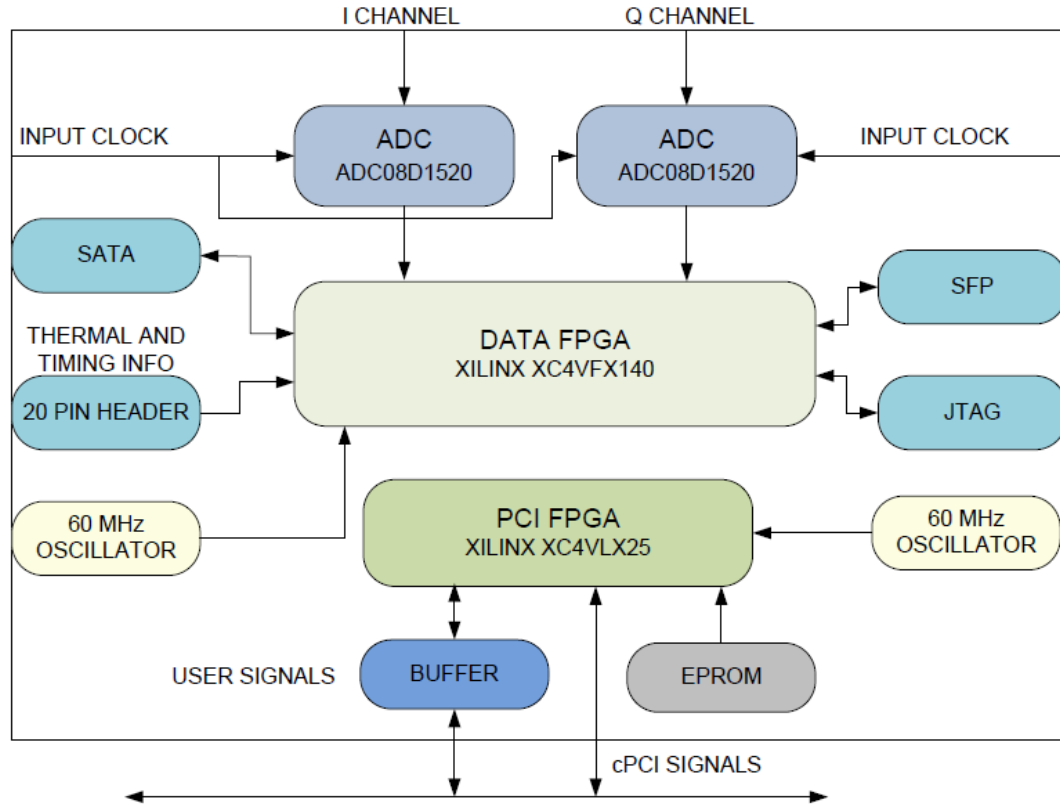 I CHANNEL
Q CHANNEL
INPUT CLOCK
ADC
ADC08D1520
ADC
ADC08D1520
INPUT CLOCK
SATA
SFP
DATA FPGA
XILINX XC4VFX140
THERMAL AND
TIMING INFO
20 PIN HEADER
JTAG
60 MHz
OSCILLATOR
PCI FPGA
XILINX XC4VLX25
60 MHz
OSCILLATOR
USER SIGNALS
BUFFER
EPROM
cPCI SIGNALS